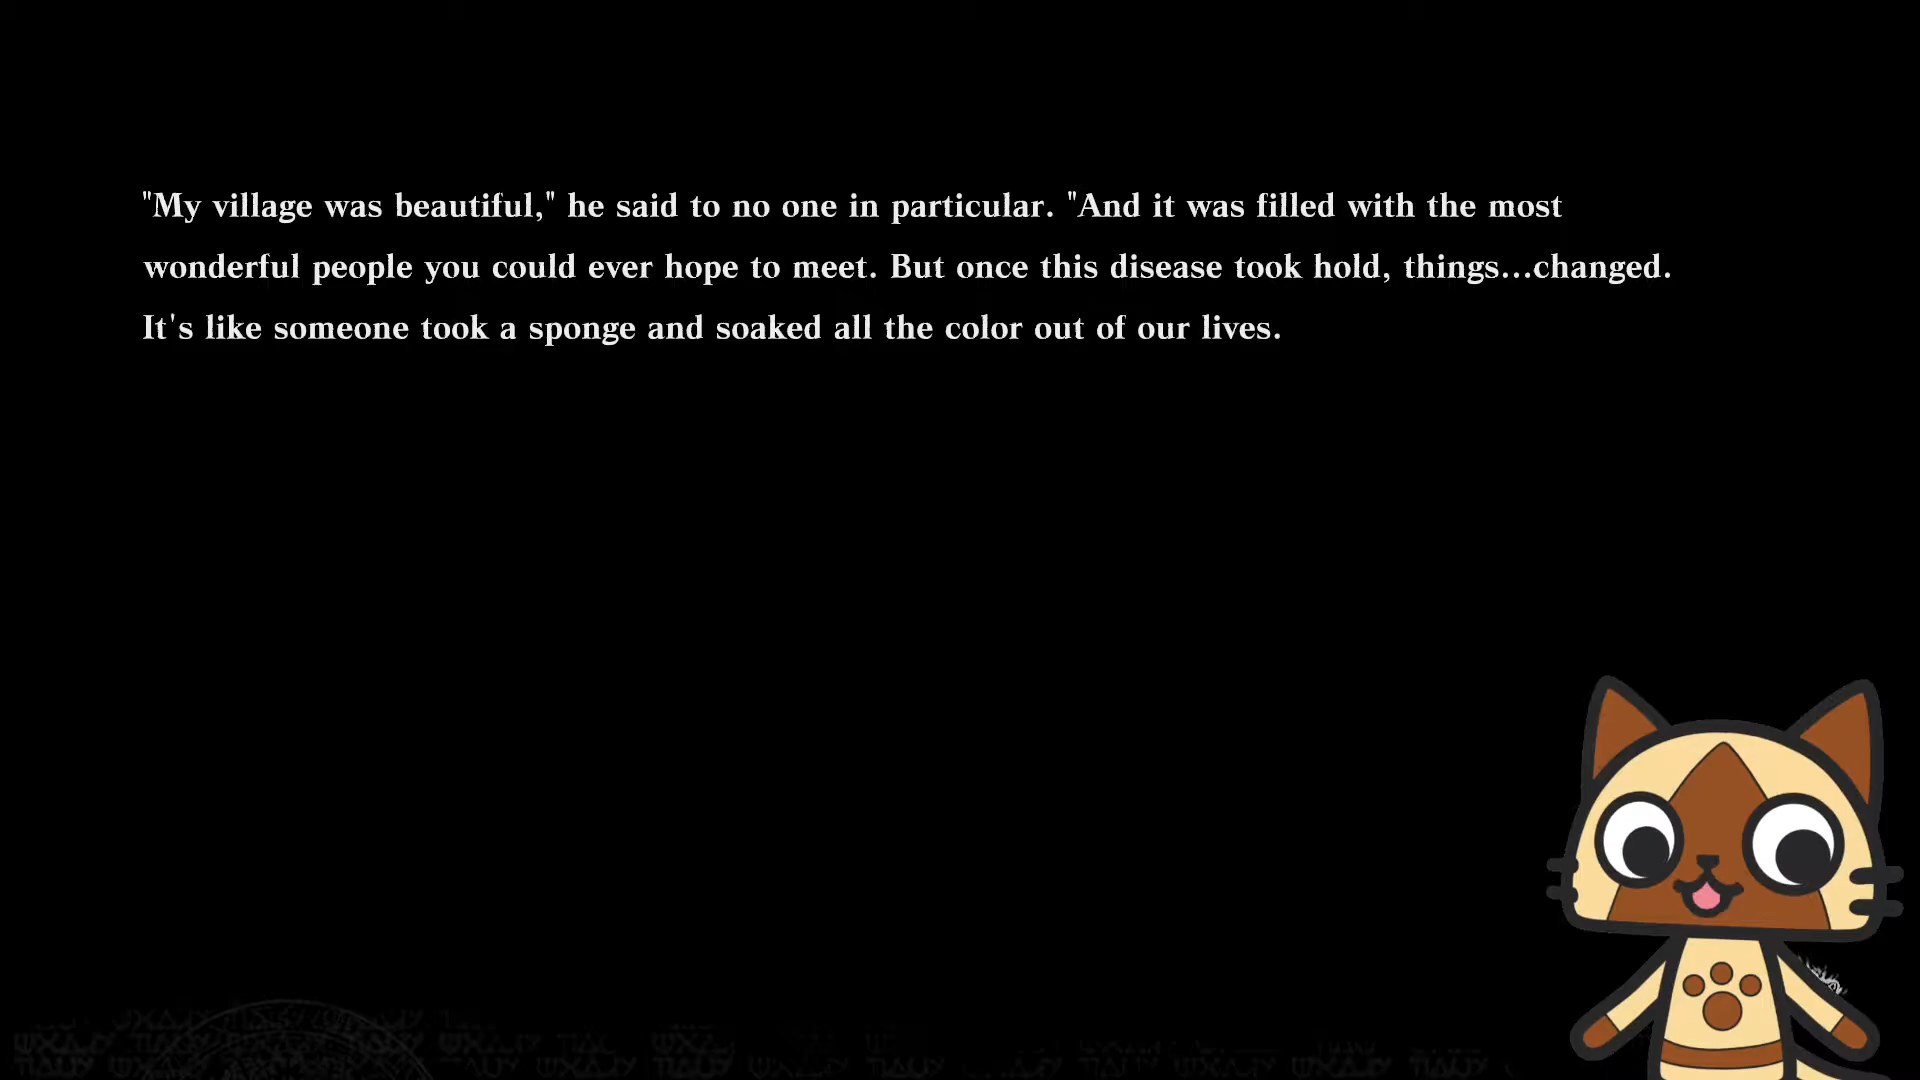 "My village was beautiful," he said to no one in particular. "And it was filled with the most
wonderful people you could ever hope to meet. But once this disease took hold, things...changed.
It's like someone took a sponge and soaked all the color out of our lives.